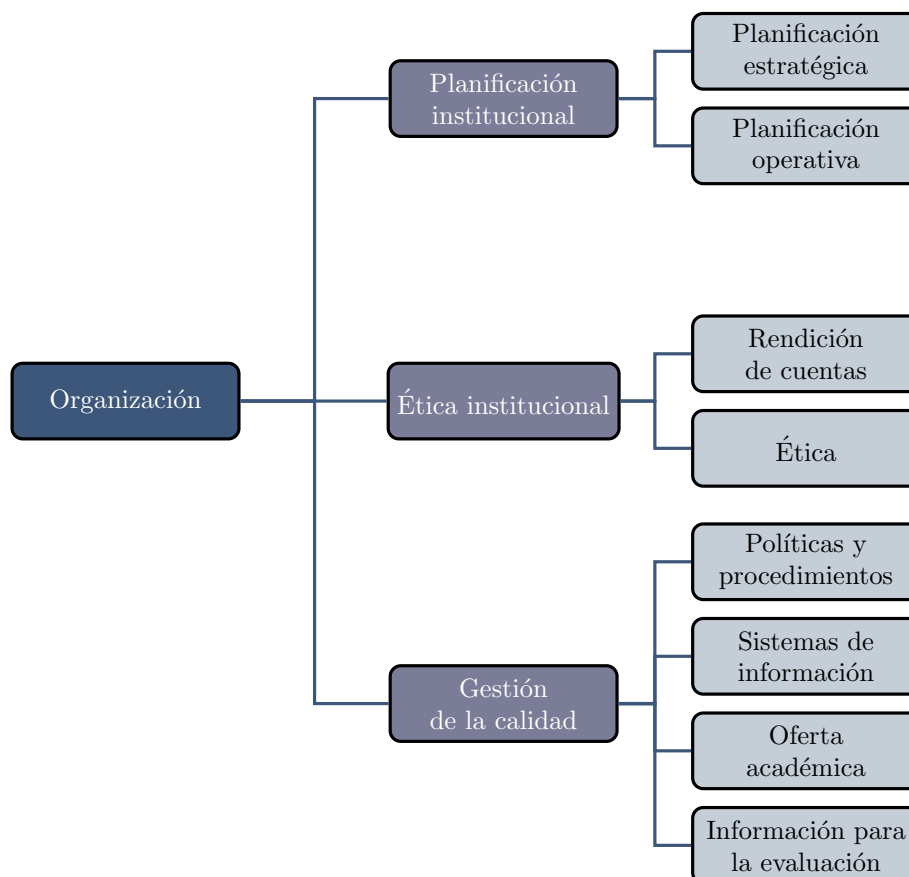 Planificación
estratégica
Planificación
institucional
Planificación
operativa
Rendición
de cuentas
Organización
Ética institucional
Ética
Políticas y
procedimientos
Sistemas de
información
Gestión
de la calidad
Oferta
académica
Información para
la evaluación